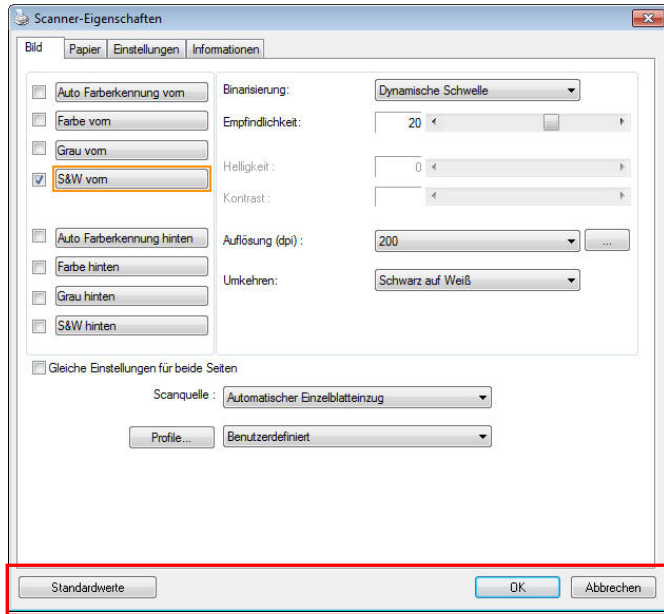 Scanner-Eigenschaften
Bild Papier Einstellungen Informationen
Auto Farberkennung vorn
Farbe vorn
Grau vorn
S&W vorn
Auto Farberkennung hinten
Farbe hinten
Grau hinten
S&W hinten
Binarisierung: Dynamische Schwelle
Empfindlichkeit: 20
Helligkeit : 0
Kontrast :
Auflösung (dpi) : 200 ...
Umkehren: Schwarz auf Weiß
Gleiche Einstellungen für beide Seiten
Scanquelle : Automatischer Einzelblatteinzug
Profile... Benutzerdefiniert
Standardwerte OK Abbrechen